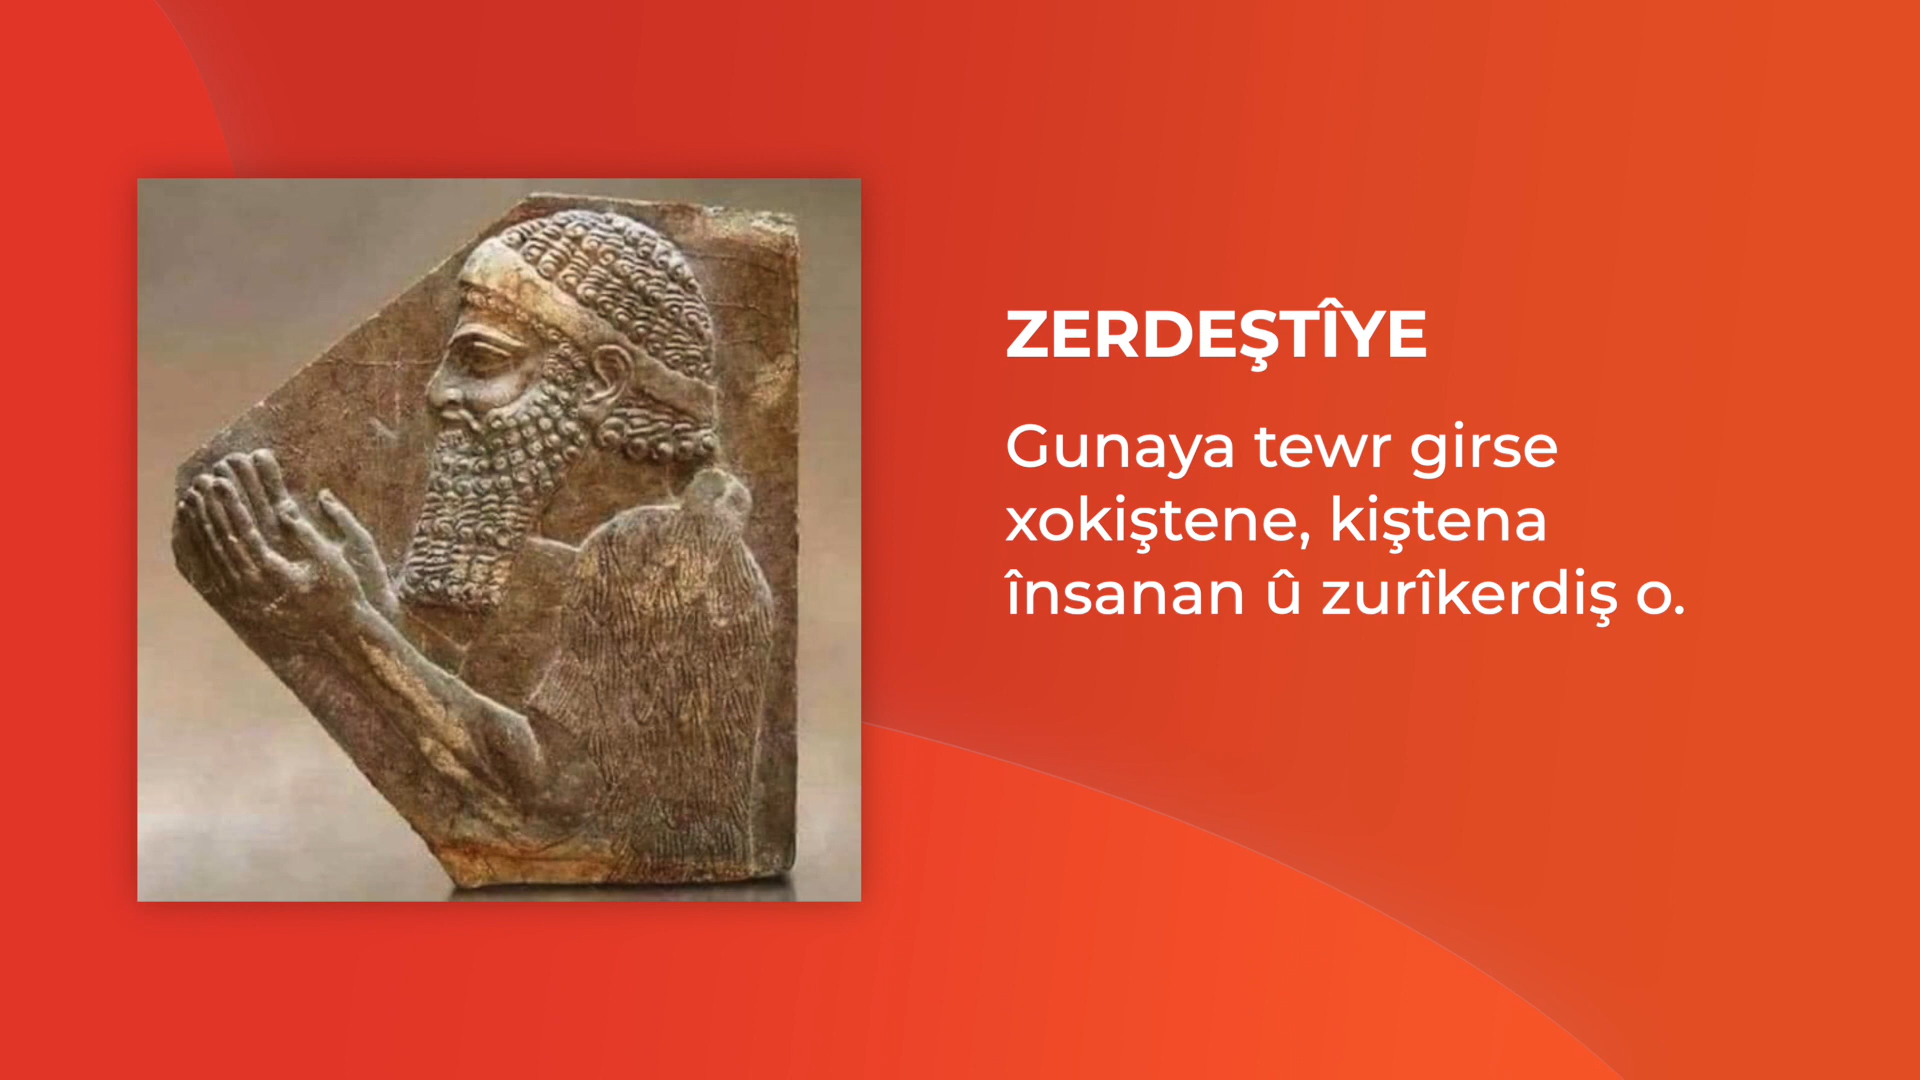 ZERDEŞTÎYE
Gunaya tewr girse
xokiştene, kiştena
însanan û zurîkerdiş o.